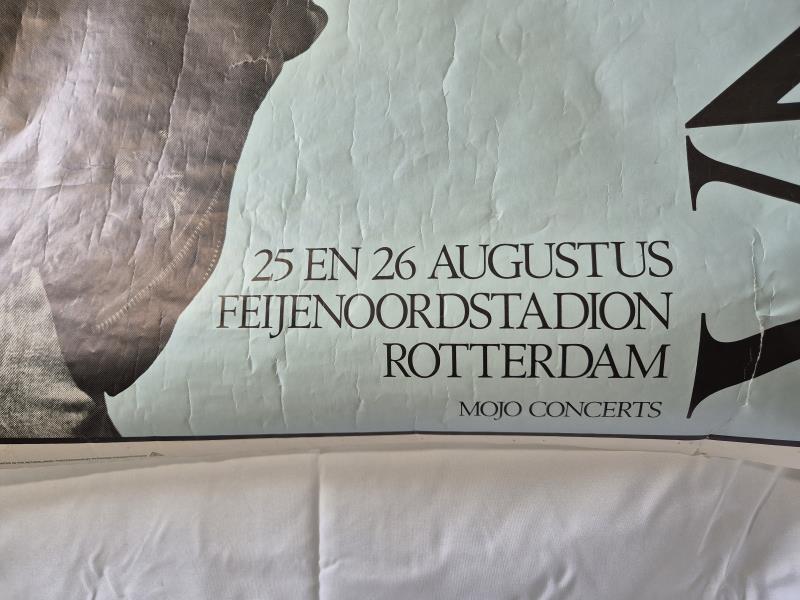 25 EN 26 AUGUSTUS
FEIJENOORDSTADION
ROTTERDAM
MOJO CONCERTS